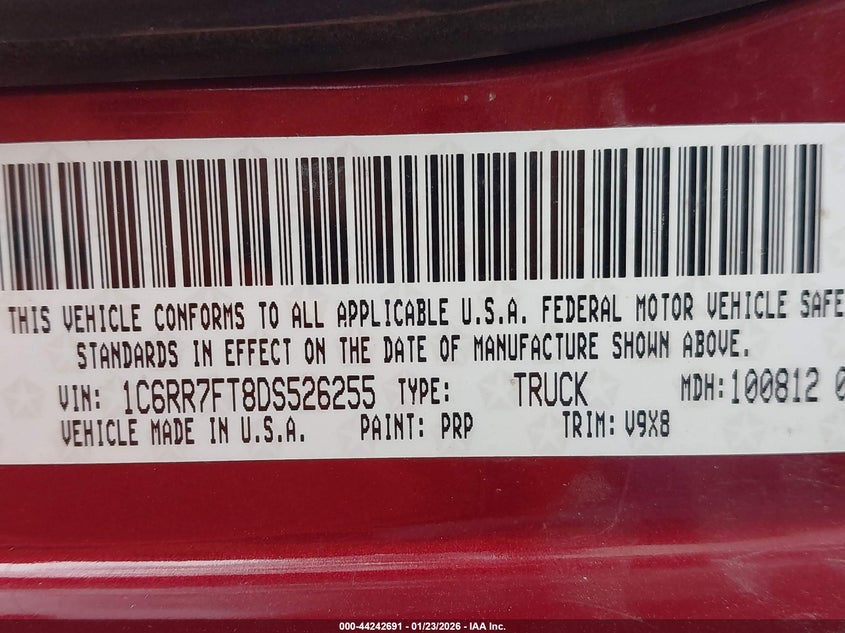 THIS VEHICLE CONFORMS TO ALL APPLICABLE U.S.A. FEDERAL MOTOR VEHICLE SAFE
STANDARDS IN EFFECT ON THE DATE OF MANUFACTURE SHOWN ABOVE.
VIN: 1C6RR7FT8DS526255 TYPE: TRUCK MDH: 100812 0
VEHICLE MADE IN U.S.A. PAINT: PRP TRIM: V9X8
000-44242691 - 01/23/2026 - IAA Inc.